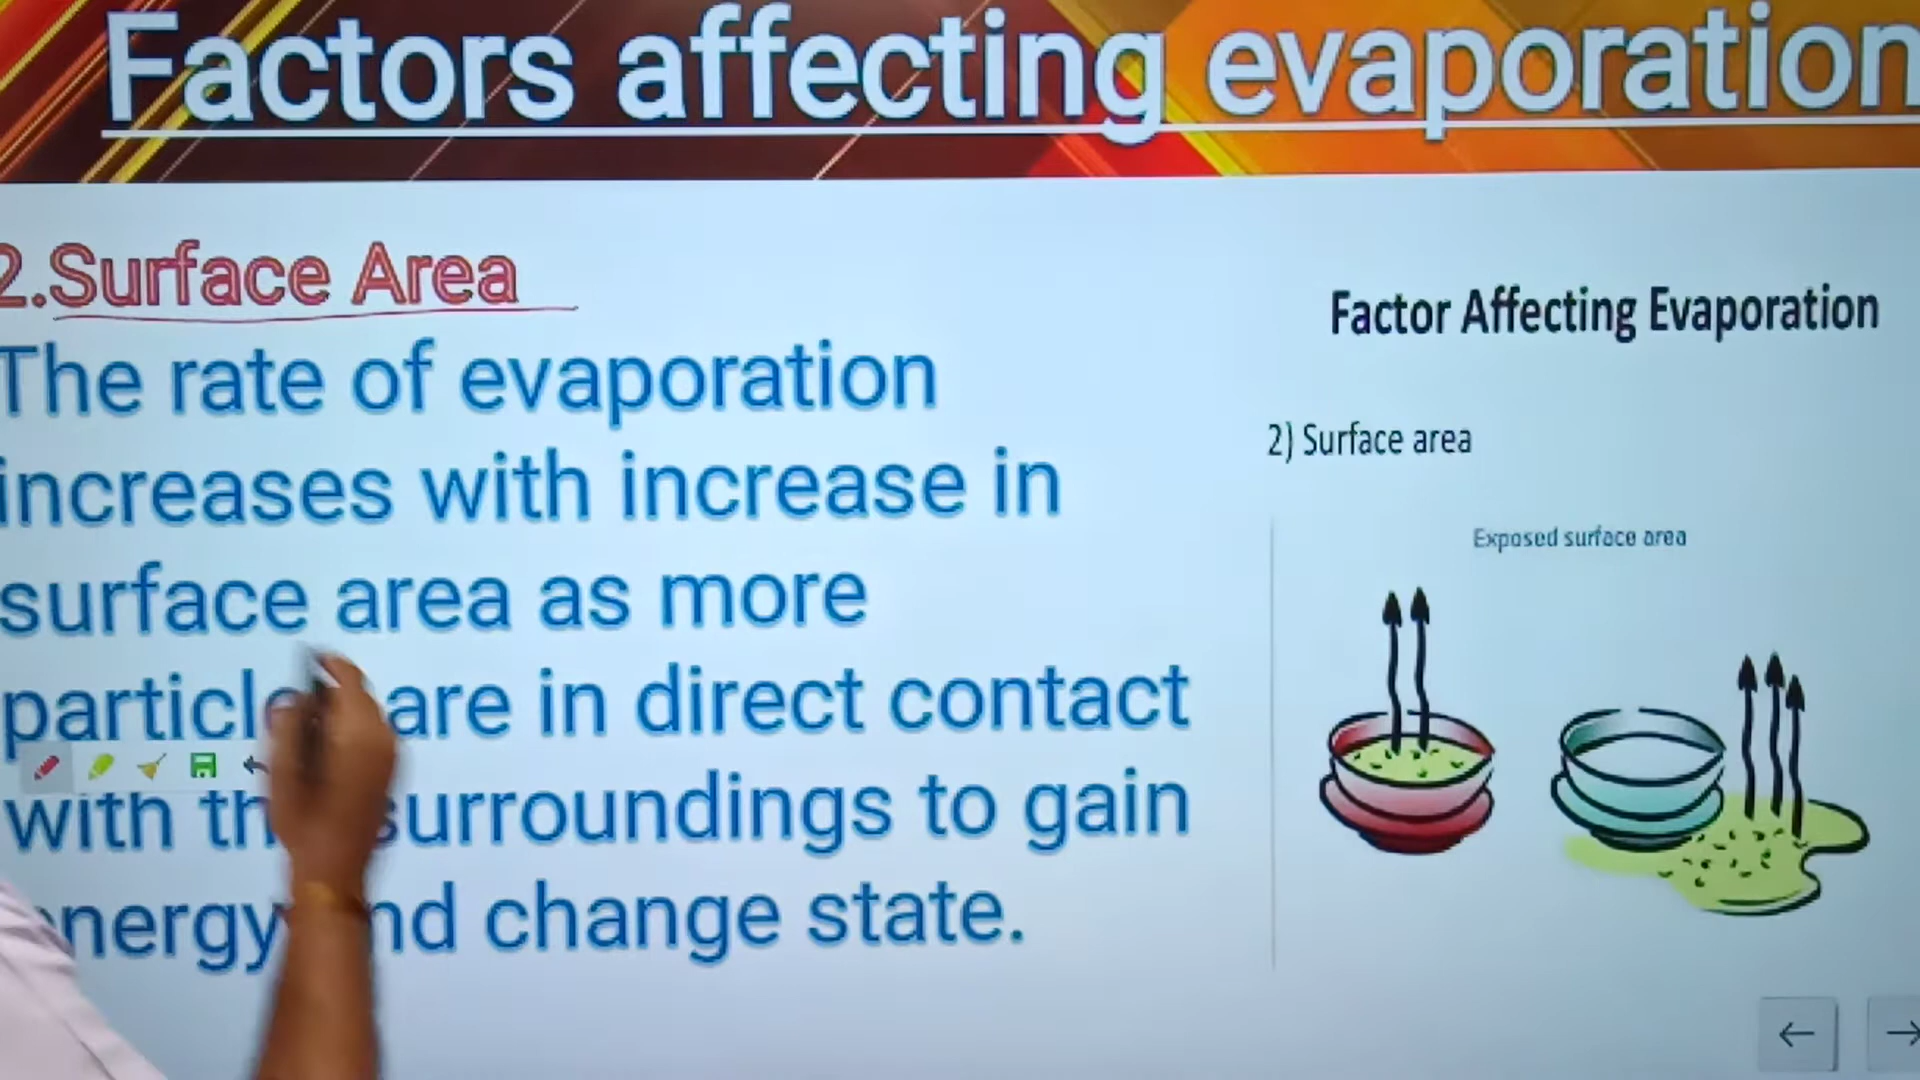 Factors affecting evaporation
2.Surface Area
The rate of evaporation
increases with increase in
surface area as more
are in direct contact
with surroundings to gain
change state.
Factor Affecting Evaporation
2) Surface area
Exposed surface area